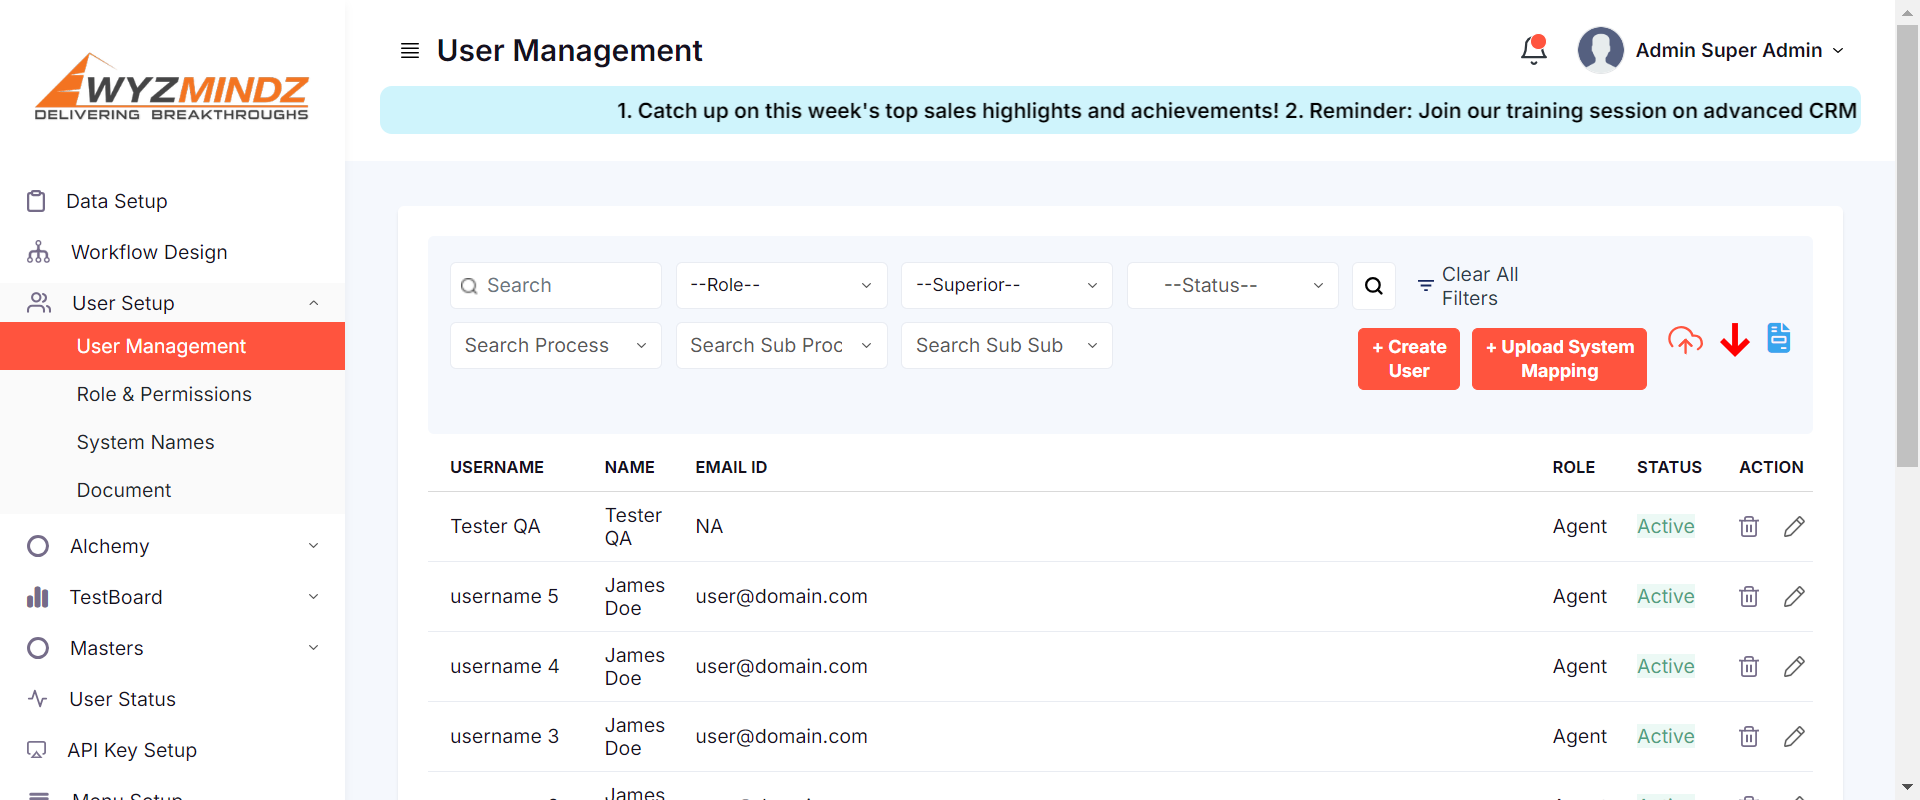 WYZMINDZ
DELIVERING BREAKTHROUGHS
Data Setup
Workflow Design
User Setup
User Management
Role & Permissions
System Names
Document
Alchemy
TestBoard
Masters
User Status
API Key Setup
Menu Setup
User Management
Admin Super Admin
1. Catch up on this week's top sales highlights and achievements! 2. Reminder: Join our training session on advanced CRM
Search
--Role--
--Superior--
--Status--
Clear All
Filters
Search Process
Search Sub Proc
Search Sub Sub
+ Create
User
+ Upload System
Mapping
USERNAME NAME EMAIL ID ROLE STATUS ACTION
Tester QA Tester QA NA Agent Active
username 5 James Doe user@domain.com Agent Active
username 4 James Doe user@domain.com Agent Active
username 3 James Doe user@domain.com Agent Active
James